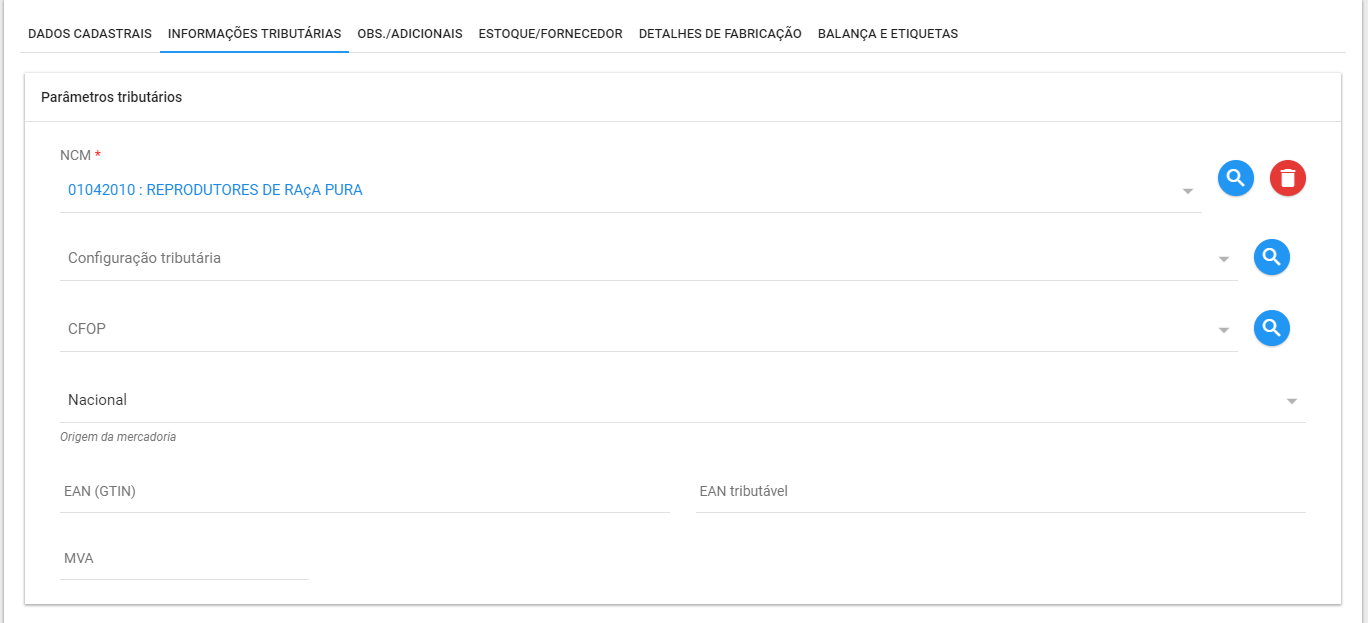 DADOS CADASTRAIS INFORMAÇÕES TRIBUTÁRIAS OBS./ADICIONAIS ESTOQUE/FORNECEDOR DETALHES DE FABRICAÇÃO BALANÇA E ETIQUETAS
Parâmetros tributários
NCM *
01042010 : REPRODUTORES DE RAçA PURA
Configuração tributária
CFOP
Nacional
Origem da mercadoria
EAN (GTIN) EAN tributável
MVA